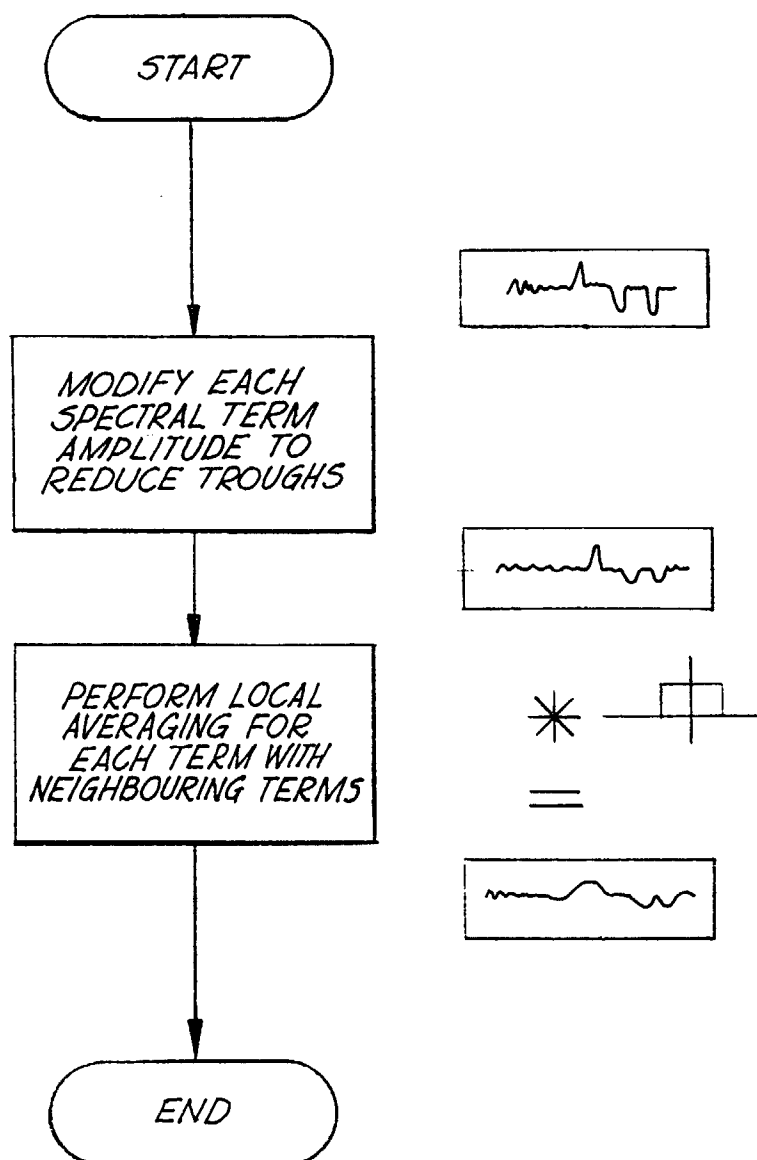 START
MODIFY EACH
SPECTRAL TERM
AMPLITUDE TO
REDUCE TROUGHS
PERFORM LOCAL
AVERAGING FOR
EACH TERM WITH
NEIGHBOURING TERMS
*
=
END